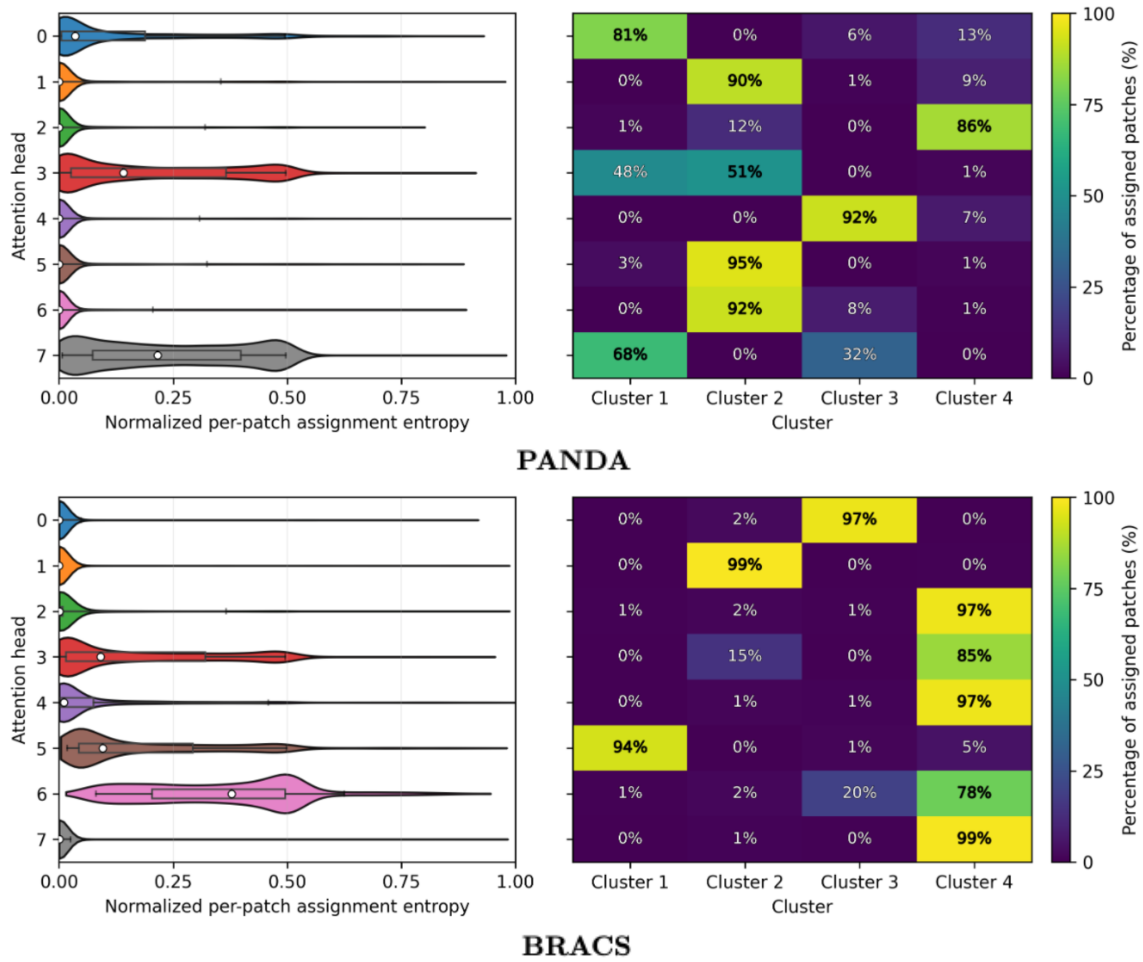 0 81% 0% 6% 13%
1 0% 90% 1% 9%
2 1% 12% 0% 86%
3 48% 51% 0% 1%
4 0% 0% 92% 7%
5 3% 95% 0% 1%
6 0% 92% 8% 1%
7 68% 0% 32% 0%
Attention head
0.00 0.25 0.50 0.75 1.00
Normalized per-patch assignment entropy
Cluster 1 Cluster 2 Cluster 3 Cluster 4
Cluster
100
75
50
25
0
Percentage of assigned patches (%)
PANDA
0 0% 2% 97% 0%
1 0% 99% 0% 0%
2 1% 2% 1% 97%
3 0% 15% 0% 85%
4 0% 1% 1% 97%
5 94% 0% 1% 5%
6 1% 2% 20% 78%
7 0% 1% 0% 99%
Attention head
0.00 0.25 0.50 0.75 1.00
Normalized per-patch assignment entropy
Cluster 1 Cluster 2 Cluster 3 Cluster 4
Cluster
100
75
50
25
0
Percentage of assigned patches (%)
BRACS